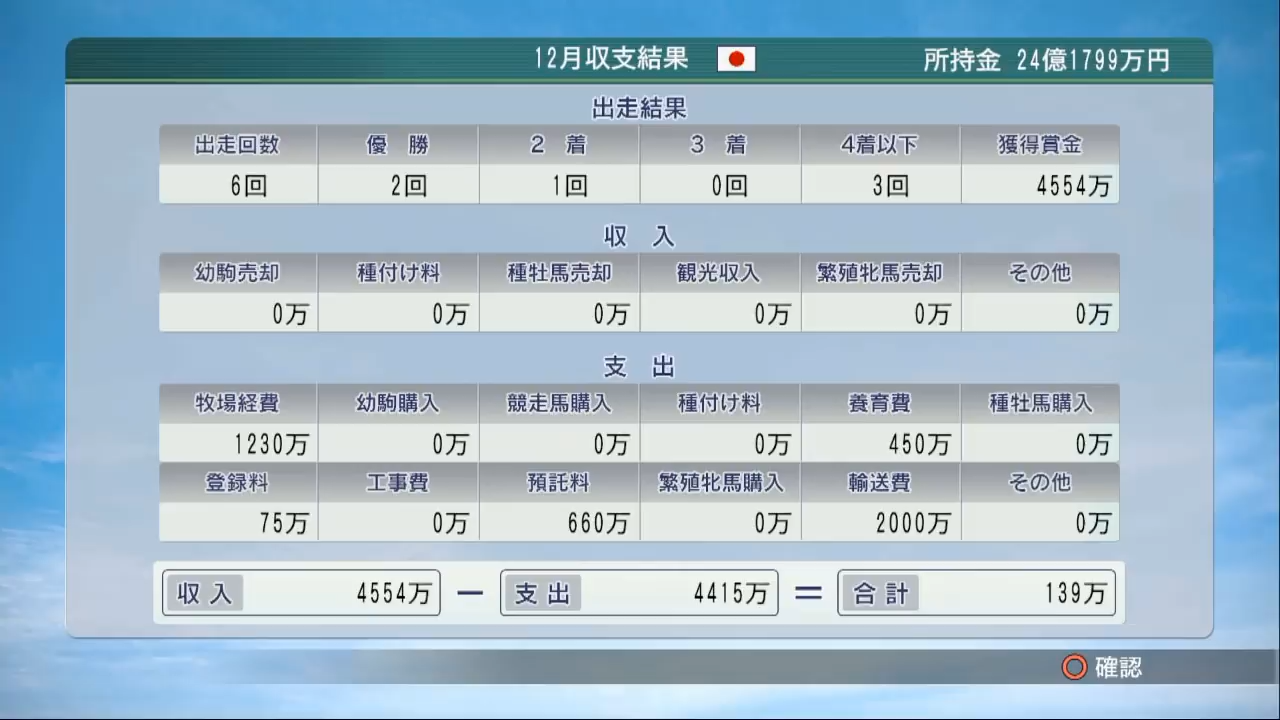 12月収支結果 所持金 24億1799万円
出走結果
出走回数 優 勝 2 着 3 着 4着以下 獲得賞金
6回 2回 1回 0回 3回 4554万
収 入
幼駒売却 種付け料 種牡馬売却 観光収入 繁殖牝馬売却 その他
0万 0万 0万 0万 0万 0万
支 出
牧場経費 幼駒購入 競走馬購入 種付け料 養育費 種牡馬購入
1230万 0万 0万 0万 450万 0万
登録料 工事費 預託料 繁殖牝馬購入 輸送費 その他
75万 0万 660万 0万 2000万 0万
収 入 4554万 － 支 出 4415万 ＝ 合 計 139万
確認